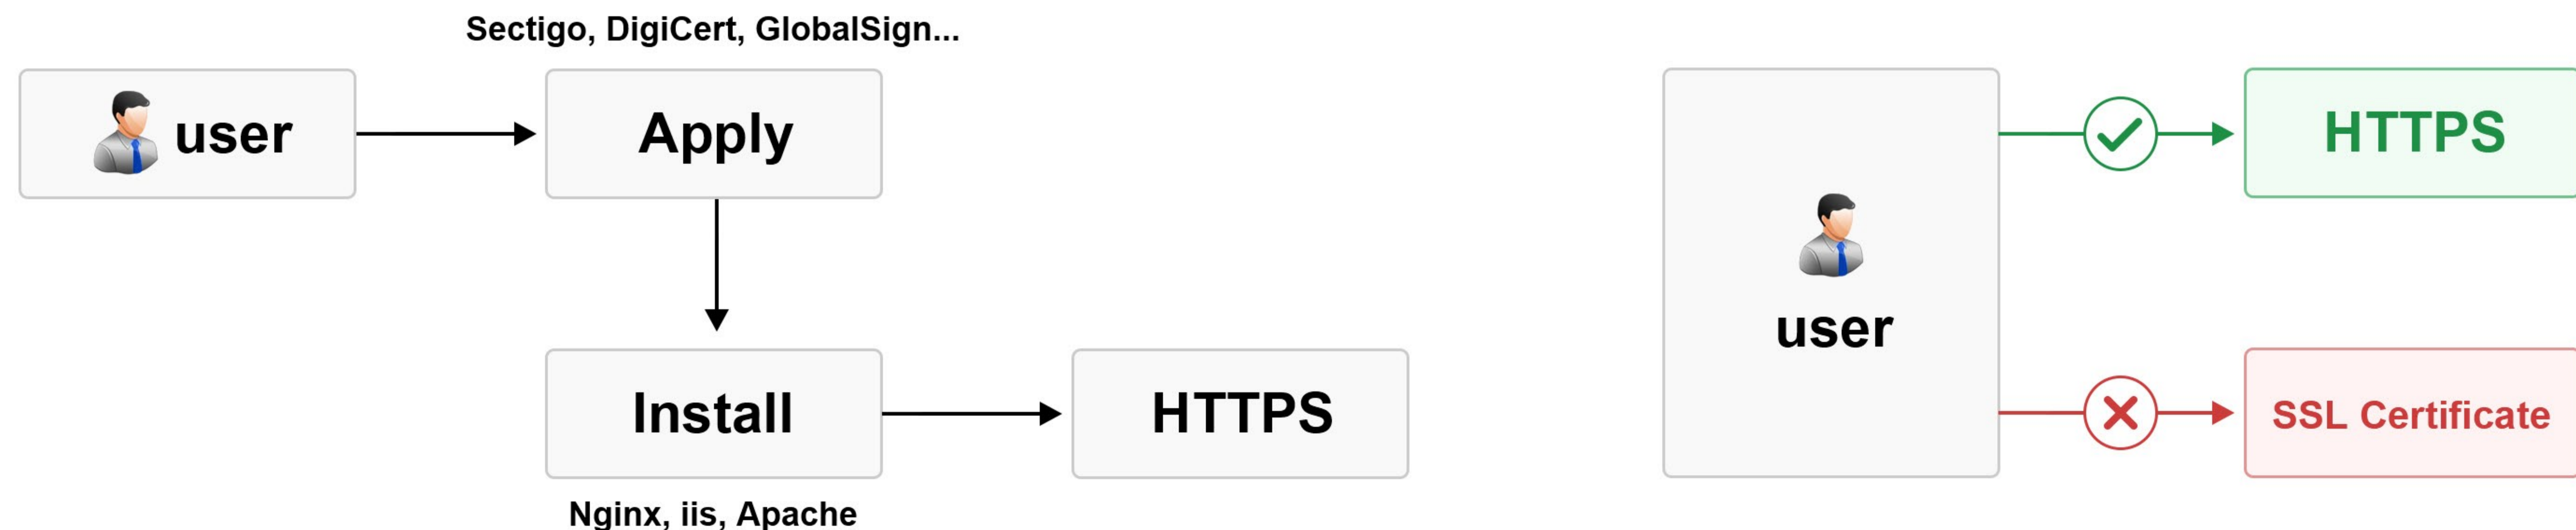 Sectigo, DigiCert, GlobalSign...
user
Apply
Install
HTTPS
Nginx, iis, Apache
user
HTTPS
SSL Certificate